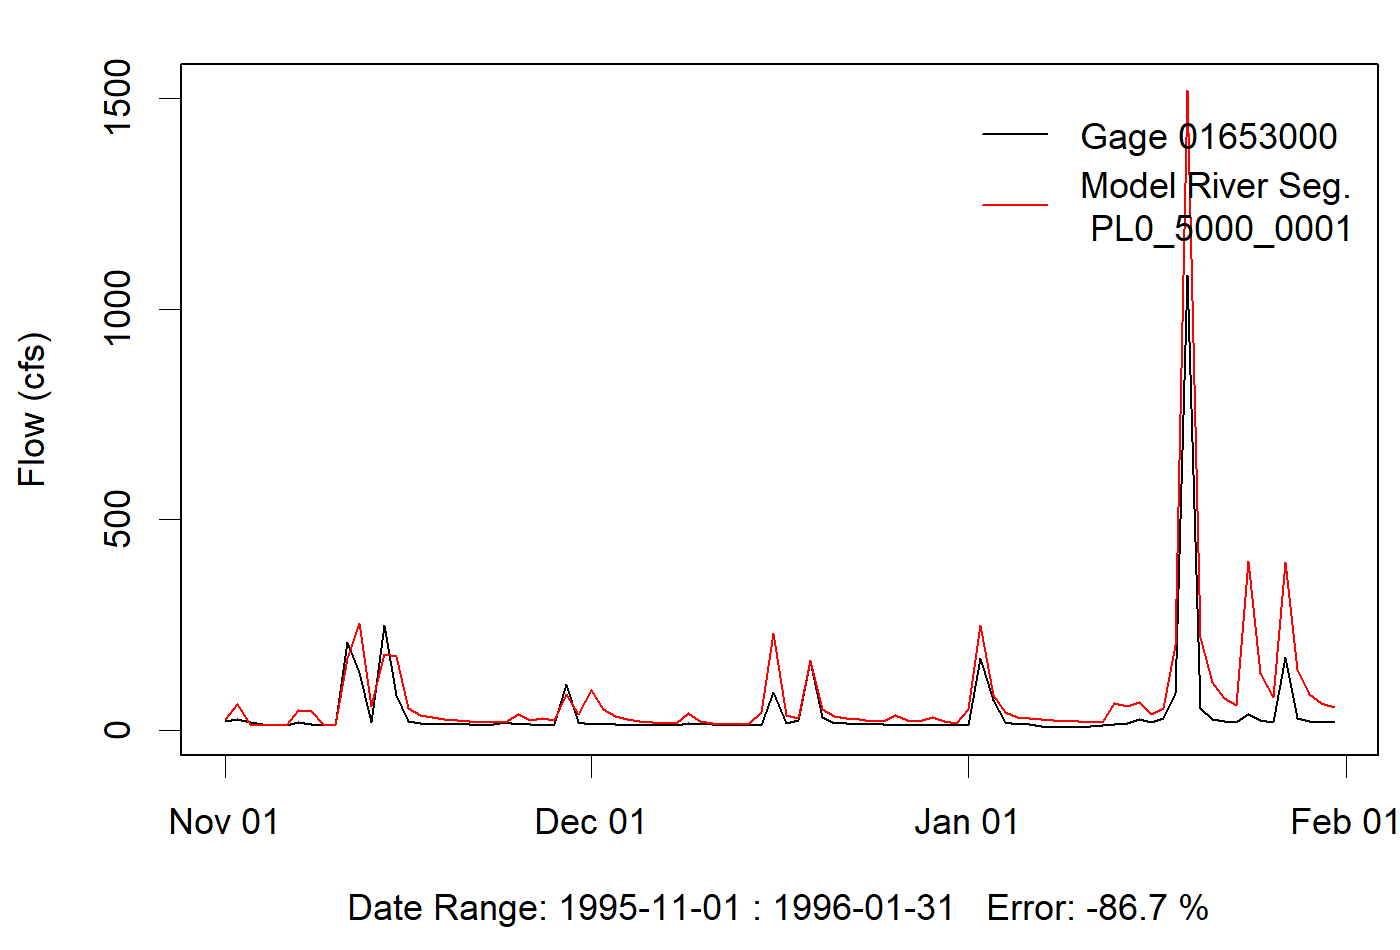 1500
1000
500
0
Flow (cfs)
Gage 01653000
Model River Seg.
PL0_5000_0001
Nov 01
Dec 01
Jan 01
Feb 01
Date Range: 1995-11-01 : 1996-01-31 Error: -86.7 %